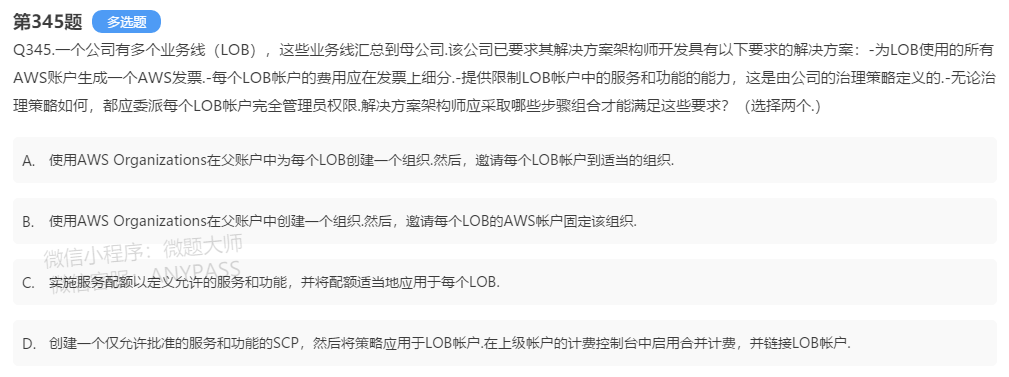 第345题 多选题
Q345.一个公司有多个业务线（LOB），这些业务线汇总到母公司.该公司已要求其解决方案架构师开发具有以下要求的解决方案：-为LOB使用的所有
AWS账户生成一个AWS发票.-每个LOB帐户的费用应在发票上细分.-提供限制LOB帐户中的服务和功能的能力，这是由公司的治理策略定义的.-无论治
理策略如何，都应委派每个LOB帐户完全管理员权限.解决方案架构师应采取哪些步骤组合才能满足这些要求？（选择两个.）
A. 使用AWS Organizations在父账户中为每个LOB创建一个组织.然后，邀请每个LOB帐户到适当的组织.
B. 使用AWS Organizations在父账户中创建一个组织.然后，邀请每个LOB的AWS帐户固定该组织.
微信小程序：微题大师
微信客服：ANYPASS
C. 实施服务配额以定义允许的服务和功能，并将配额适当地应用于每个LOB.
D. 创建一个仅允许批准的服务和功能的SCP，然后将策略应用于LOB帐户.在上级帐户的计费控制台中启用合并计费，并链接LOB帐户.